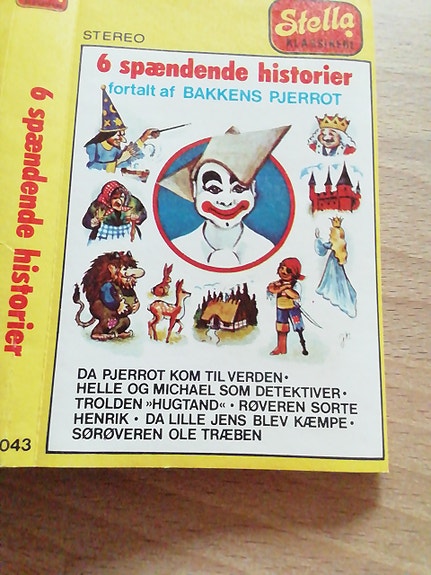 STEREO
Stella
KLASSIKERE
6 spændende historier
fortalt af BAKKENS PJERROT
DA PJERROT KOM TIL VERDEN·
HELLE OG MICHAEL SOM DETEKTIVER·
TROLDEN »HUGTAND« · RØVEREN SORTE
HENRIK · DA LILLE JENS BLEV KÆMPE·
SØRØVEREN OLE TRÆBEN
6 spændende historier
043